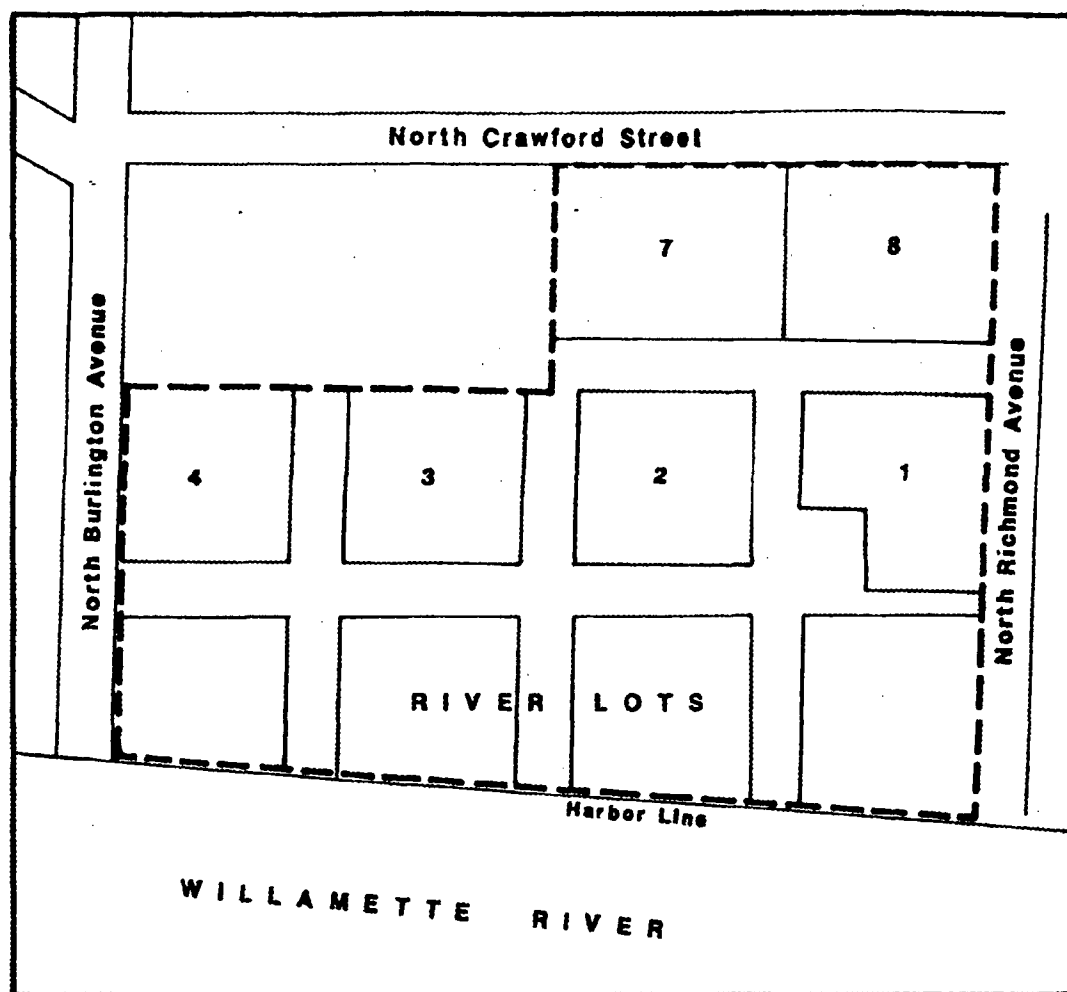 North Crawford Street
7
8
North Burlington Avenue
North Richmond Avenue
4
3
2
1
RIVER LOTS
Harbor Line
WILLAMETTE RIVER